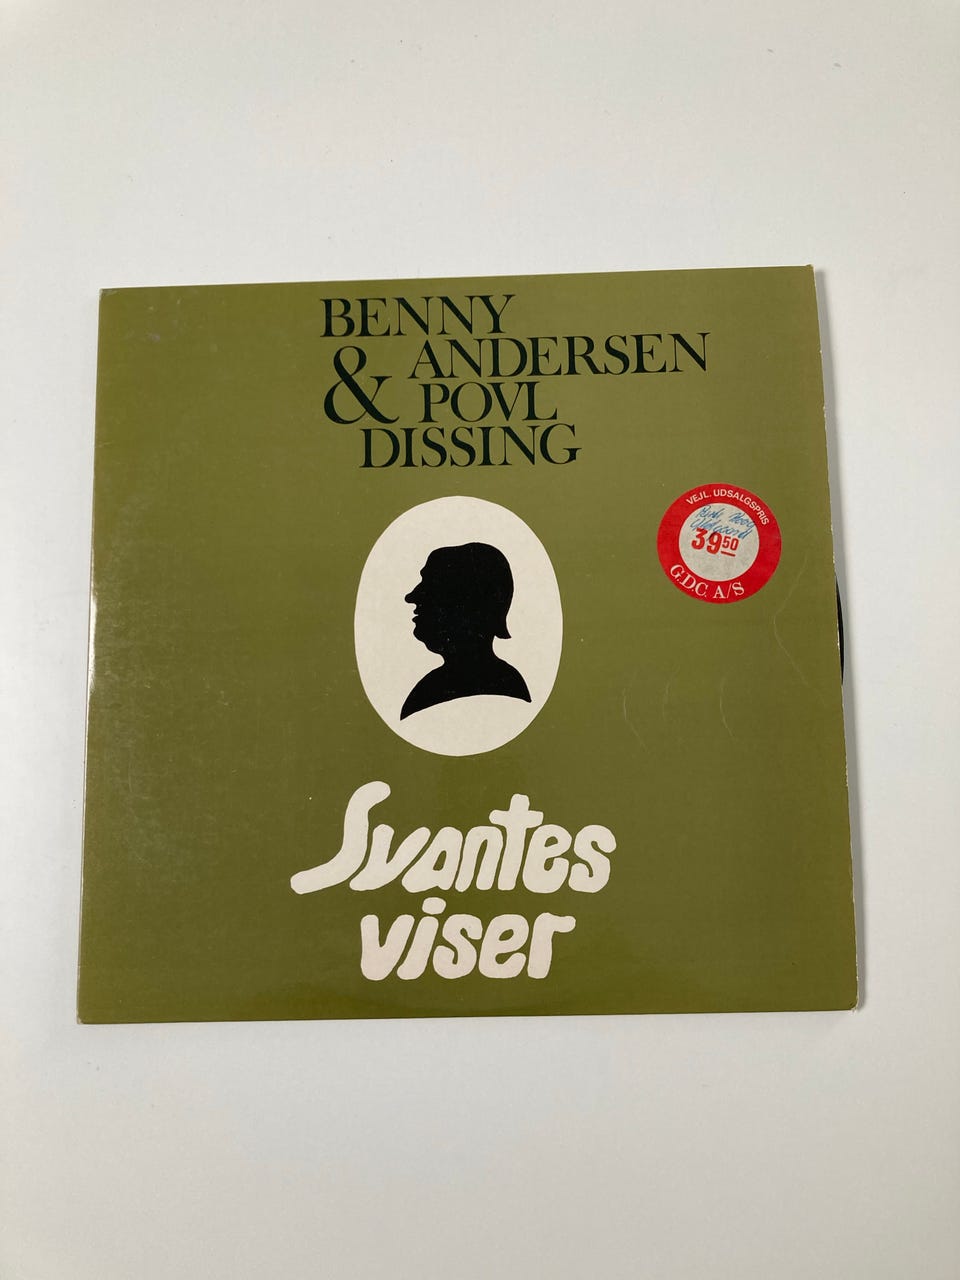 BENNY
& ANDERSEN
POVL
DISSING
VEJL. UDSALGSPRIS
39 50
G.D.C. A/S
Svantes
viser